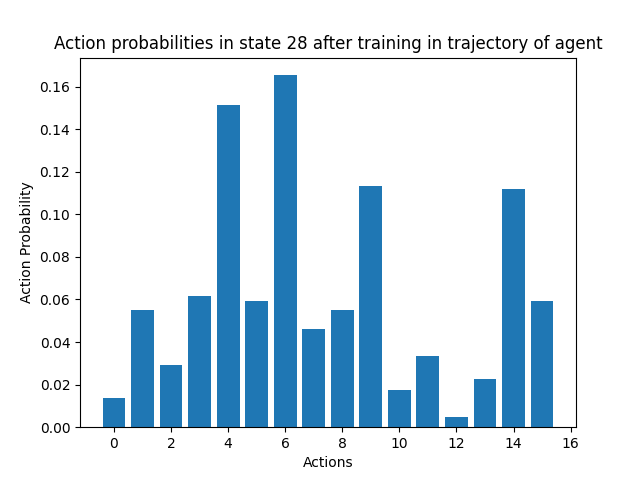 Action probabilities in state 28 after training in trajectory of agent
0.16
0.14
0.12
0.10
0.08
0.06
0.04
0.02
0.00
Action Probability
0 2 4 6 8 10 12 14 16
Actions